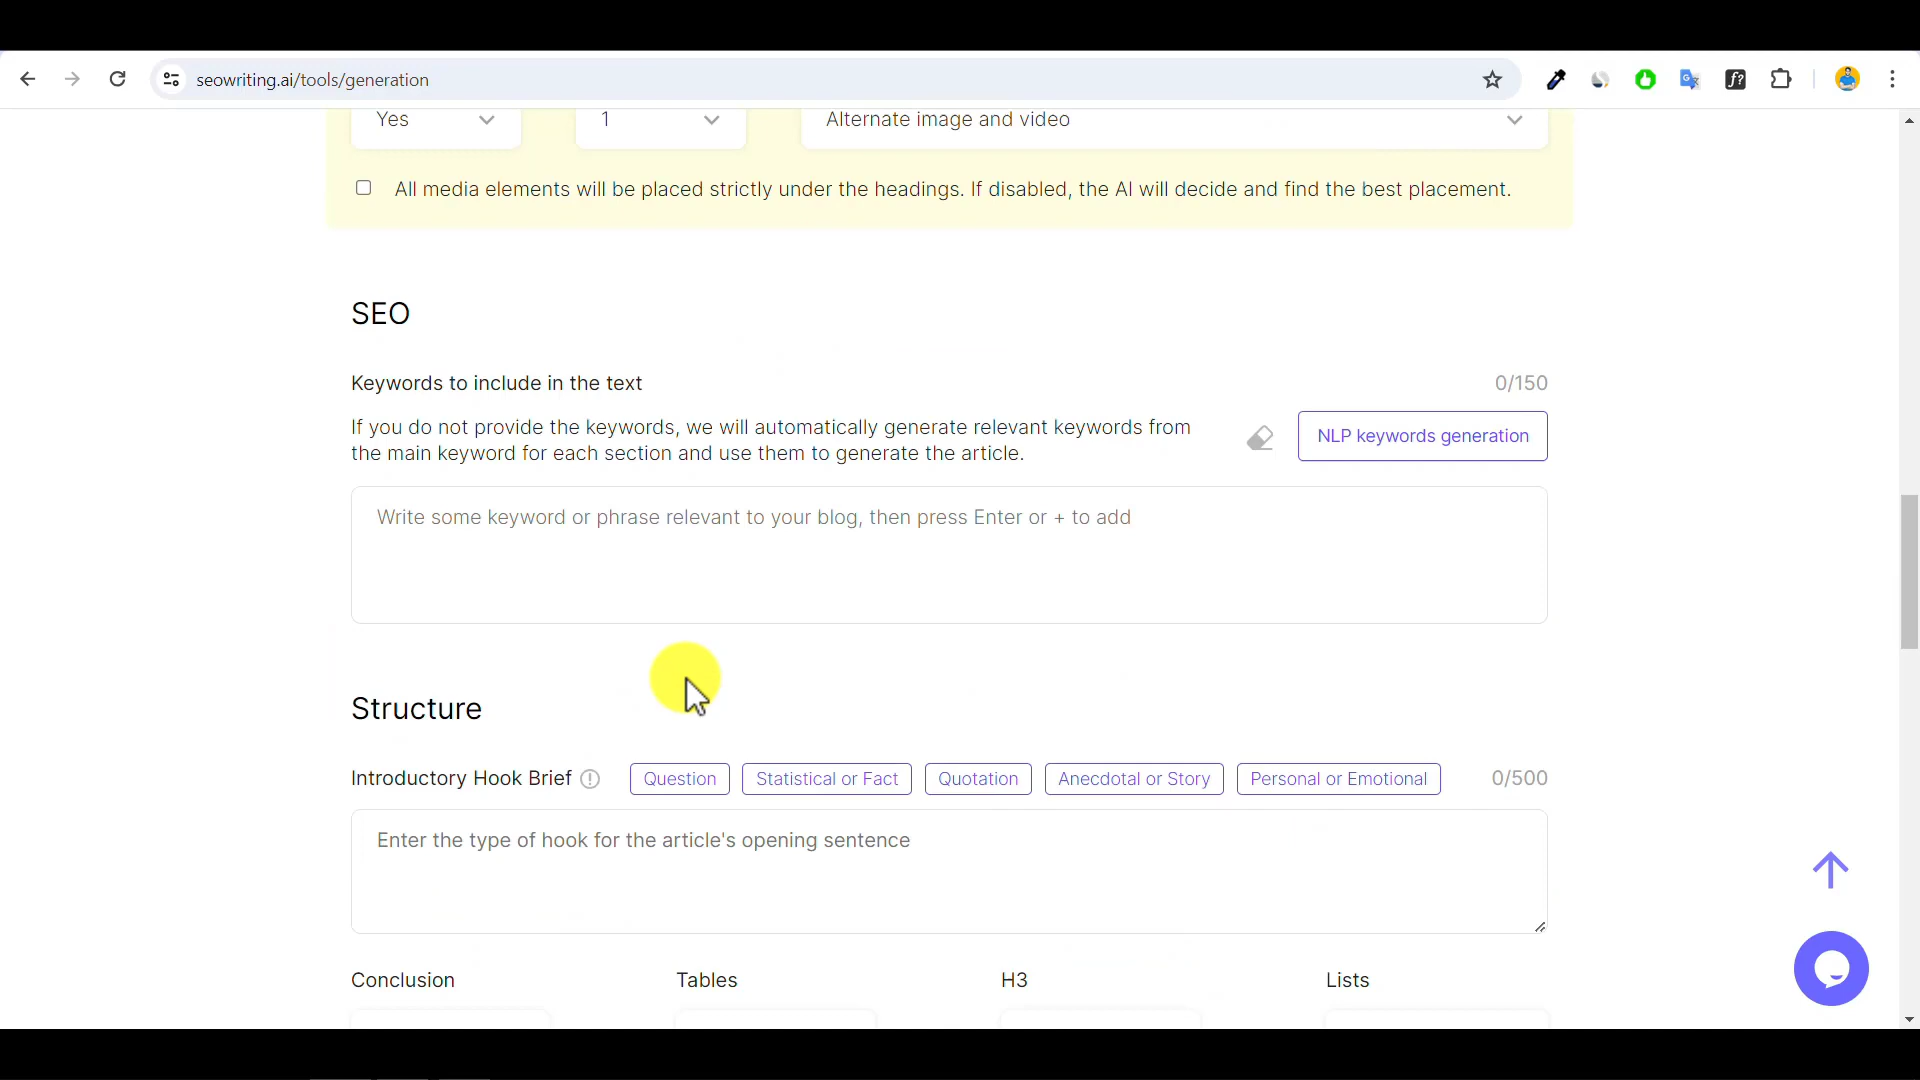 seowriting.ai/tools/generation
Yes 1 Alternate image and video
All media elements will be placed strictly under the headings. If disabled, the AI will decide and find the best placement.
SEO
Keywords to include in the text 0/150
If you do not provide the keywords, we will automatically generate relevant keywords from
the main keyword for each section and use them to generate the article.
NLP keywords generation
Write some keyword or phrase relevant to your blog, then press Enter or + to add
Structure
Introductory Hook Brief Question Statistical or Fact Quotation Anecdotal or Story Personal or Emotional 0/500
Enter the type of hook for the article's opening sentence
Conclusion Tables H3 Lists